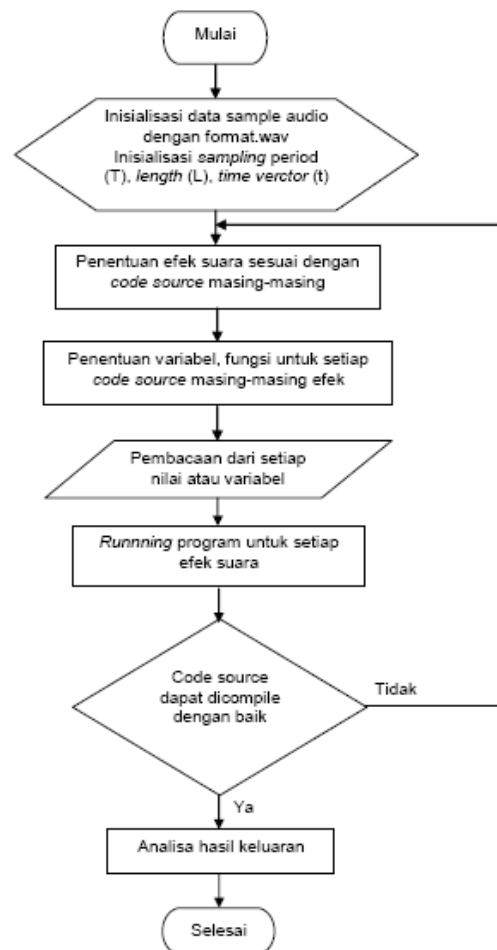 Mulai
Inisialisasi data sample audio
dengan format.wav
Inisialisasi sampling period
(T), length (L), time verctor (t)
Penentuan efek suara sesuai dengan
code source masing-masing
Penentuan variabel, fungsi untuk setiap
code source masing-masing efek
Pembacaan dari setiap
nilai atau variabel
Runnning program untuk setiap
efek suara
Code source
dapat dicompile
dengan baik
Tidak
Ya
Analisa hasil keluaran
Selesai